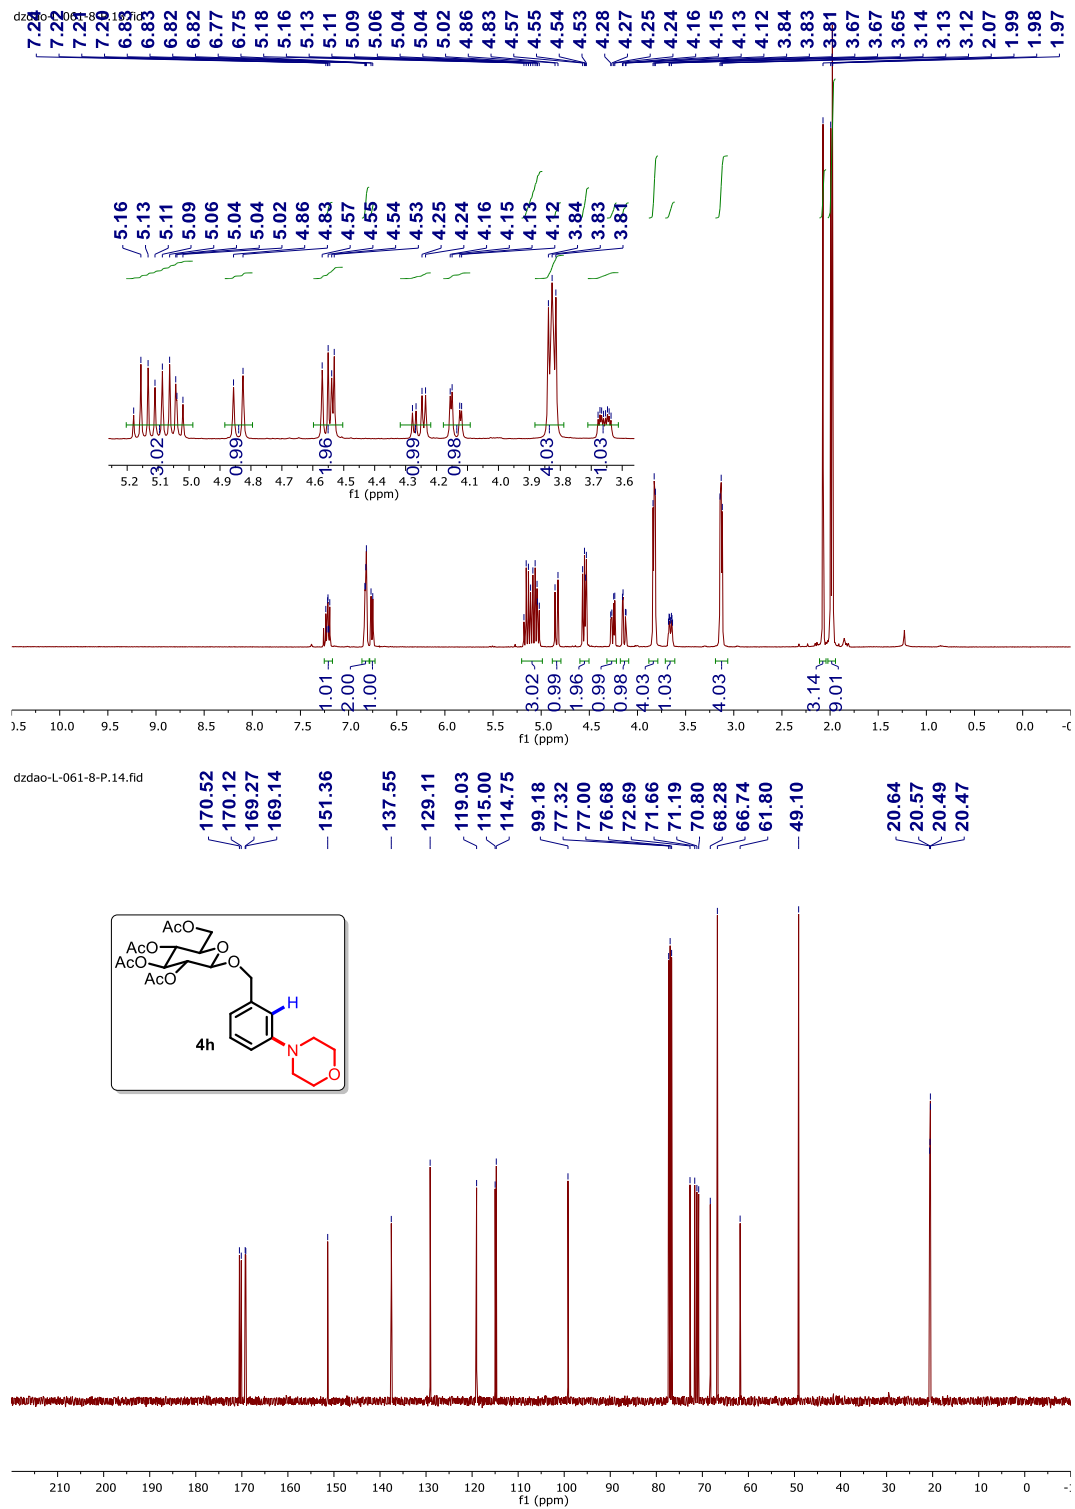 dzdao-L-061-8-P.12.fid
7.24 7.22 7.21 7.20 6.83 6.83 6.82 6.82 6.77 6.75 5.18 5.16 5.13 5.11 5.09 5.06 5.04 5.04 5.02 4.86 4.83 4.57 4.55 4.54 4.53 4.28 4.27 4.25 4.24 4.16 4.15 4.13 4.12 3.84 3.83 3.81 3.67 3.67 3.65 3.14 3.13 3.12 2.07 1.99 1.98 1.97
5.16 5.13 5.11 5.09 5.06 5.04 5.04 5.02 4.86 4.83 4.57 4.55 4.54 4.53 4.25 4.24 4.16 4.15 4.13 4.12 3.84 3.83 3.81
3.02 0.99 1.96 0.99 0.98 4.03 1.03
5.2 5.1 5.0 4.9 4.8 4.7 4.6 4.5 4.4 4.3 4.2 4.1 4.0 3.9 3.8 3.7 3.6
f1 (ppm)
1.01 2.00 1.00 3.02 0.99 1.96 0.99 0.98 4.03 1.03 4.03 3.14 9.01
0.5 10.0 9.5 9.0 8.5 8.0 7.5 7.0 6.5 6.0 5.5 5.0 4.5 4.0 3.5 3.0 2.5 2.0 1.5 1.0 0.5 0.0 -0
f1 (ppm)
dzdao-L-061-8-P.14.fid
170.52 170.12 169.27 169.14 151.36 137.55 129.11 119.03 115.00 114.75 99.18 77.32 77.00 76.68 72.69 71.66 71.19 70.80 68.28 66.74 61.80 49.10 20.64 20.57 20.49 20.47
AcO
AcO O
AcO O
AcO
H
4h N
O
210 200 190 180 170 160 150 140 130 120 110 100 90 80 70 60 50 40 30 20 10 0 -1
f1 (ppm)